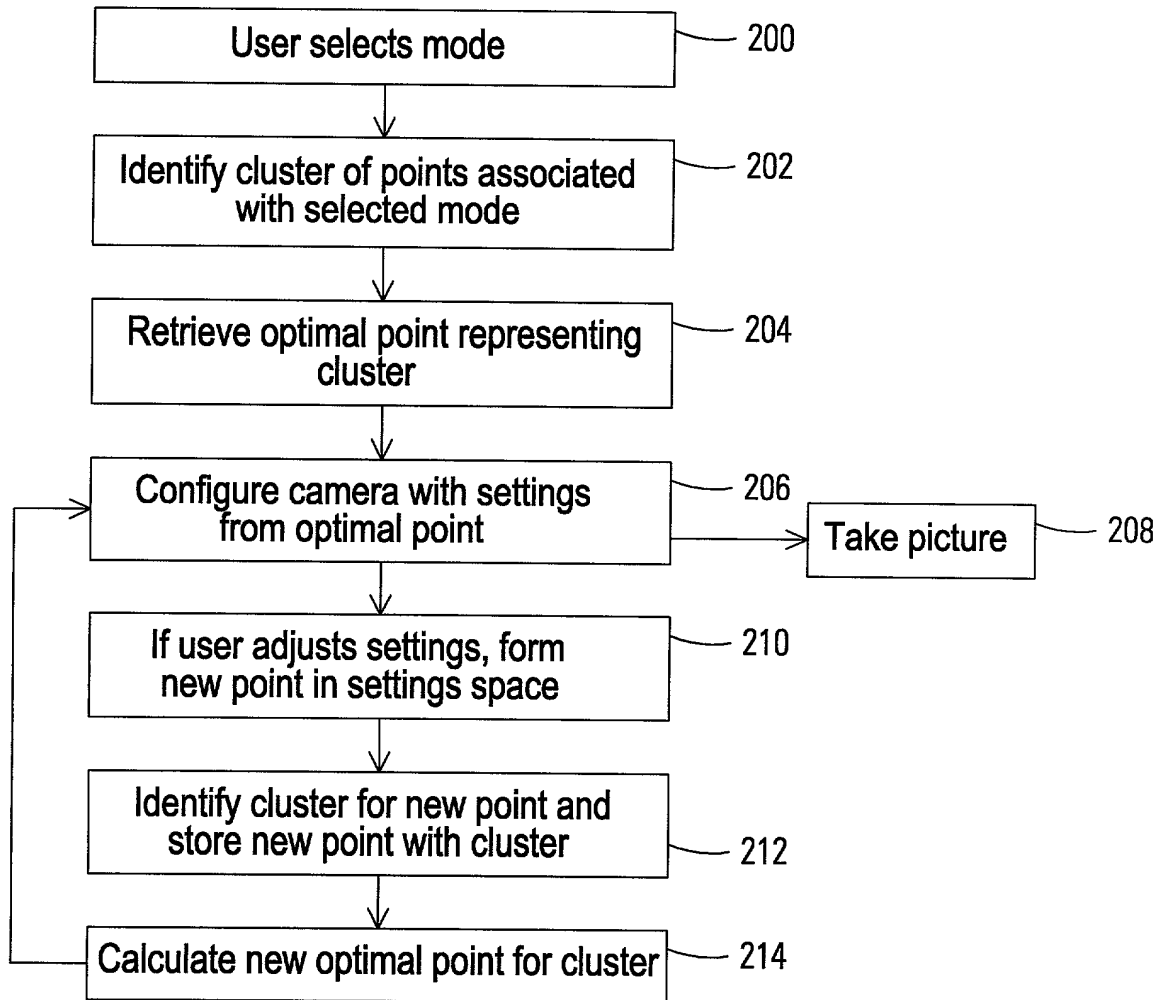 User selects mode
200
Identify cluster of points associated
with selected mode
202
Retrieve optimal point representing
cluster
204
Configure camera with settings
from optimal point
206
Take picture
208
If user adjusts settings, form
new point in settings space
210
Identify cluster for new point and
store new point with cluster
212
Calculate new optimal point for cluster
214